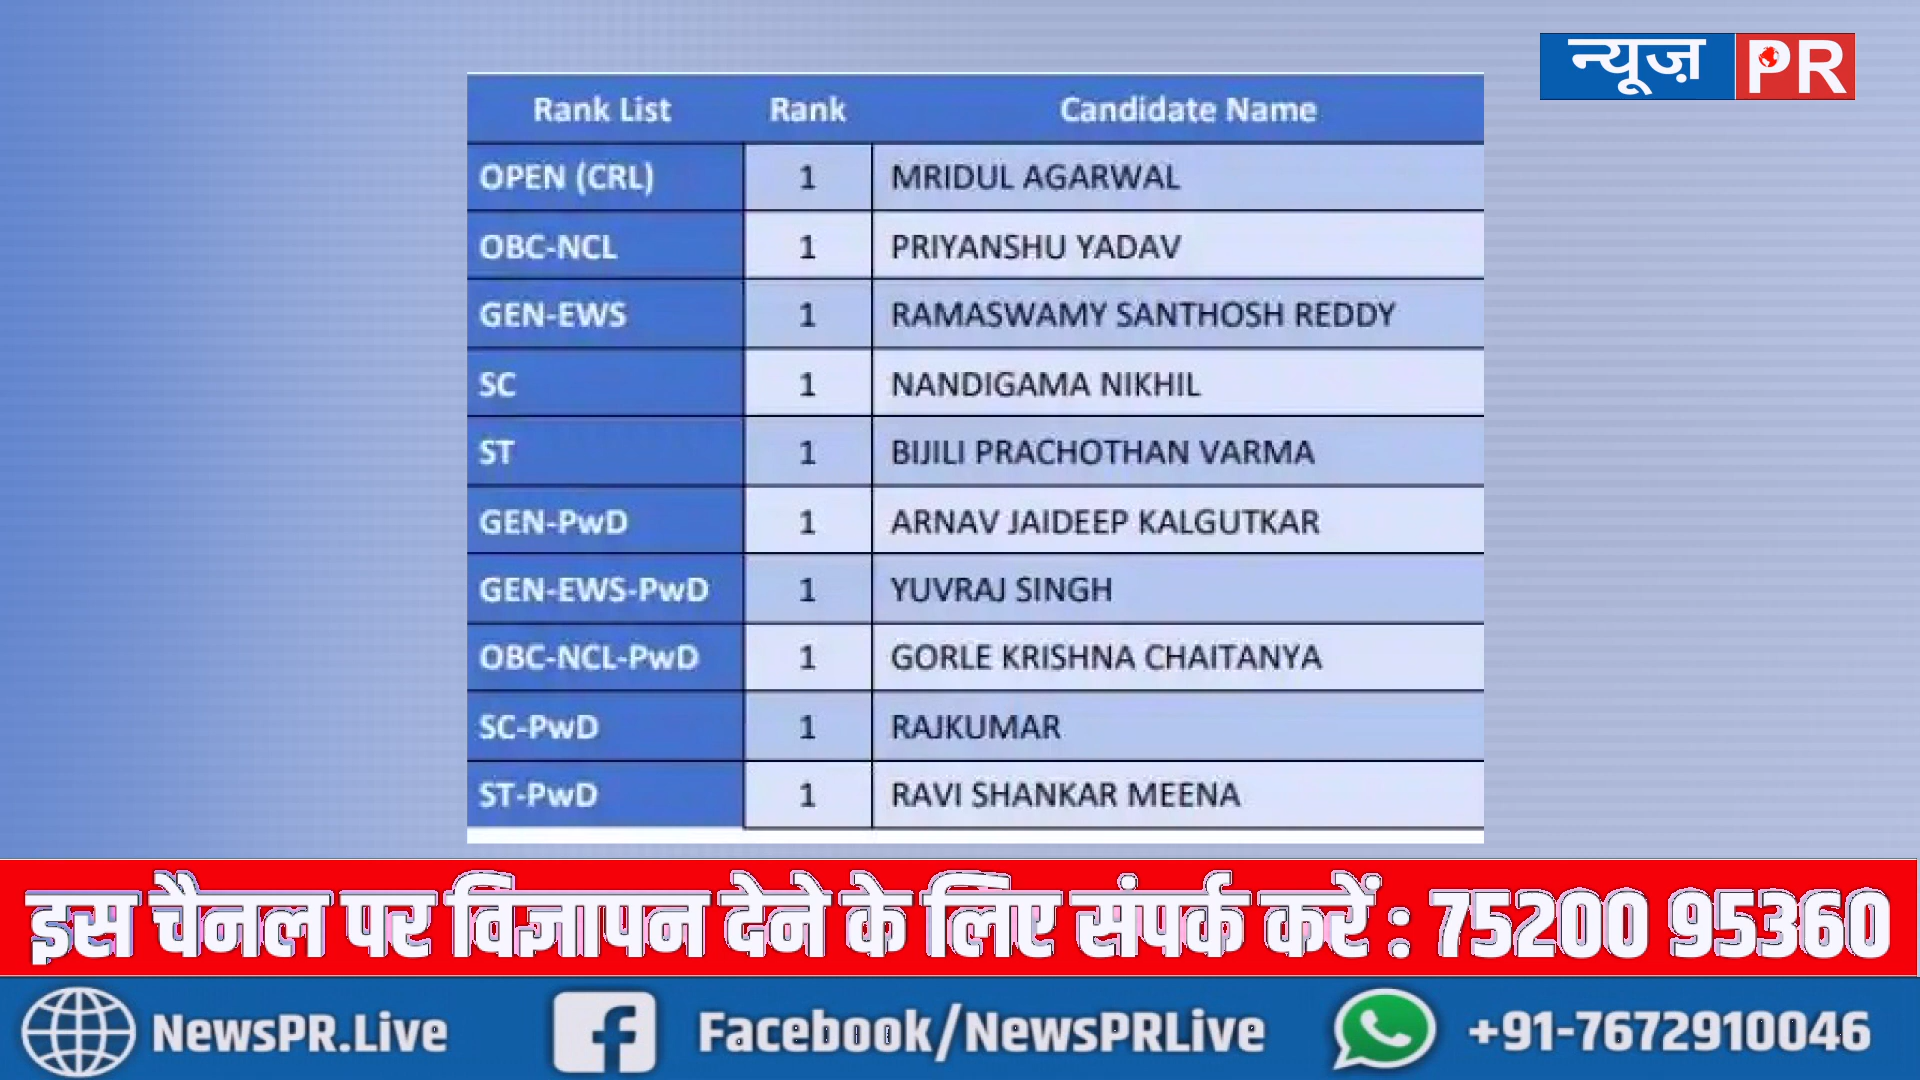 न्यूज़ PR
Rank List Rank Candidate Name
OPEN (CRL) 1 MRIDUL AGARWAL
OBC-NCL 1 PRIYANSHU YADAV
GEN-EWS 1 RAMASWAMY SANTHOSH REDDY
SC 1 NANDIGAMA NIKHIL
ST 1 BIJILI PRACHOTHAN VARMA
GEN-PwD 1 ARNAV JAIDEEP KALGUTKAR
GEN-EWS-PwD 1 YUVRAJ SINGH
OBC-NCL-PwD 1 GORLE KRISHNA CHAITANYA
SC-PwD 1 RAJKUMAR
ST-PwD 1 RAVI SHANKAR MEENA
इस चैनल पर विज्ञापन देने के लिए संपर्क करें : 75200 95360
NewsPR.Live Facebook/NewsPRLive +91-7672910046